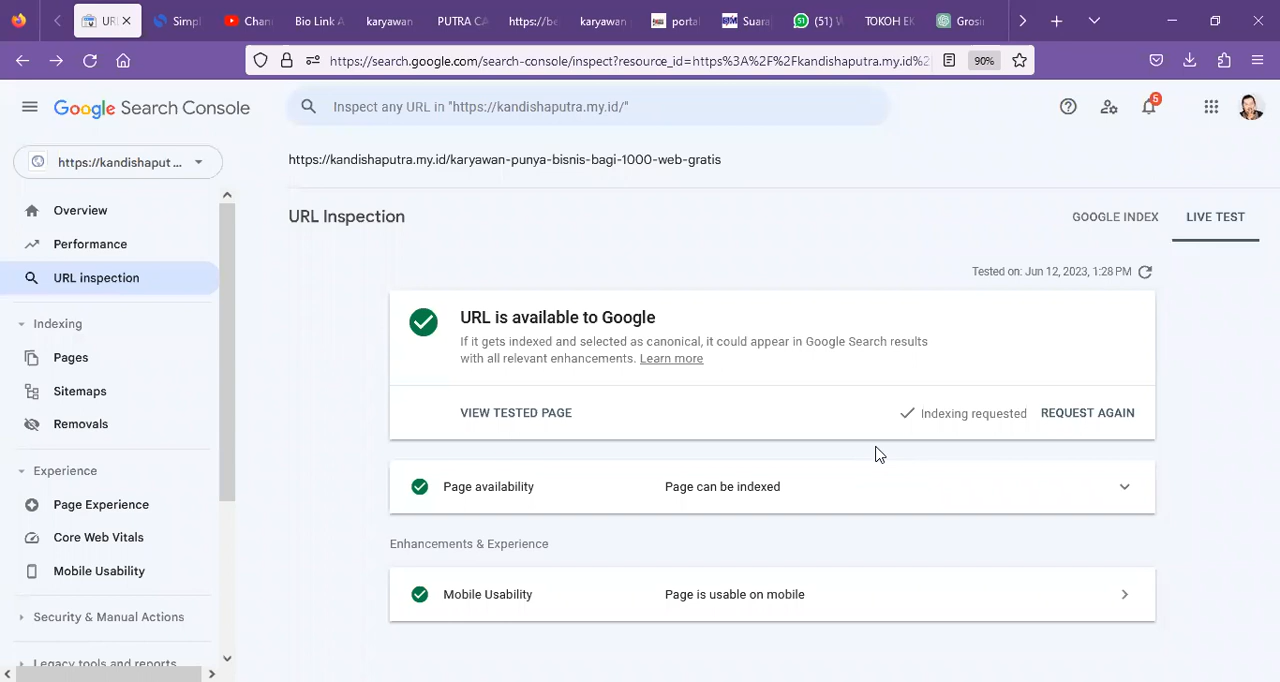 UR
Simpl
Chan
Bio Link A
karyawan
PUTRA CA
https://be
karyawan
portal
Suara
(51) W
TOKOH EK
Grosi
https://search.google.com/search-console/inspect?resource_id=https%3A%2F%2Fkandishaputra.my.id%2
90%
Google Search Console
Inspect any URL in "https://kandishaputra.my.id/"
5
https://kandishaput ...
https://kandishaputra.my.id/karyawan-punya-bisnis-bagi-1000-web-gratis
Overview
Performance
URL inspection
Indexing
Pages
Sitemaps
Removals
Experience
Page Experience
Core Web Vitals
Mobile Usability
Security & Manual Actions
Legacy tools and reports
URL Inspection
GOOGLE INDEX
LIVE TEST
Tested on: Jun 12, 2023, 1:28 PM
URL is available to Google
If it gets indexed and selected as canonical, it could appear in Google Search results
with all relevant enhancements. Learn more
VIEW TESTED PAGE
Indexing requested
REQUEST AGAIN
Page availability
Page can be indexed
Enhancements & Experience
Mobile Usability
Page is usable on mobile